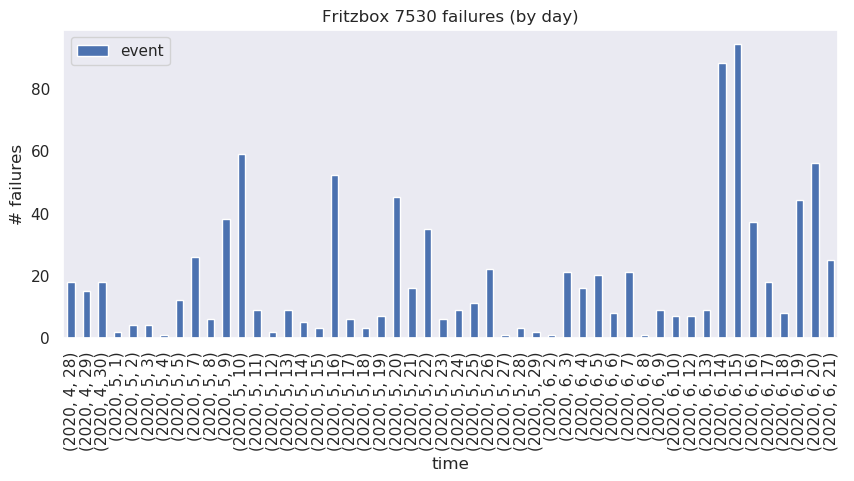 Fritzbox 7530 failures (by day)
event
# failures
80
60
40
20
0
(2020, 4, 28)
(2020, 4, 29)
(2020, 4, 30)
(2020, 5, 1)
(2020, 5, 2)
(2020, 5, 3)
(2020, 5, 4)
(2020, 5, 5)
(2020, 5, 7)
(2020, 5, 8)
(2020, 5, 9)
(2020, 5, 10)
(2020, 5, 11)
(2020, 5, 12)
(2020, 5, 13)
(2020, 5, 14)
(2020, 5, 15)
(2020, 5, 16)
(2020, 5, 17)
(2020, 5, 18)
(2020, 5, 19)
(2020, 5, 20)
(2020, 5, 21)
(2020, 5, 22)
(2020, 5, 23)
(2020, 5, 24)
(2020, 5, 25)
(2020, 5, 26)
(2020, 5, 27)
(2020, 5, 28)
(2020, 5, 29)
(2020, 6, 2)
(2020, 6, 3)
(2020, 6, 4)
(2020, 6, 5)
(2020, 6, 6)
(2020, 6, 7)
(2020, 6, 8)
(2020, 6, 9)
(2020, 6, 10)
(2020, 6, 12)
(2020, 6, 13)
(2020, 6, 14)
(2020, 6, 15)
(2020, 6, 16)
(2020, 6, 17)
(2020, 6, 18)
(2020, 6, 19)
(2020, 6, 20)
(2020, 6, 21)
time